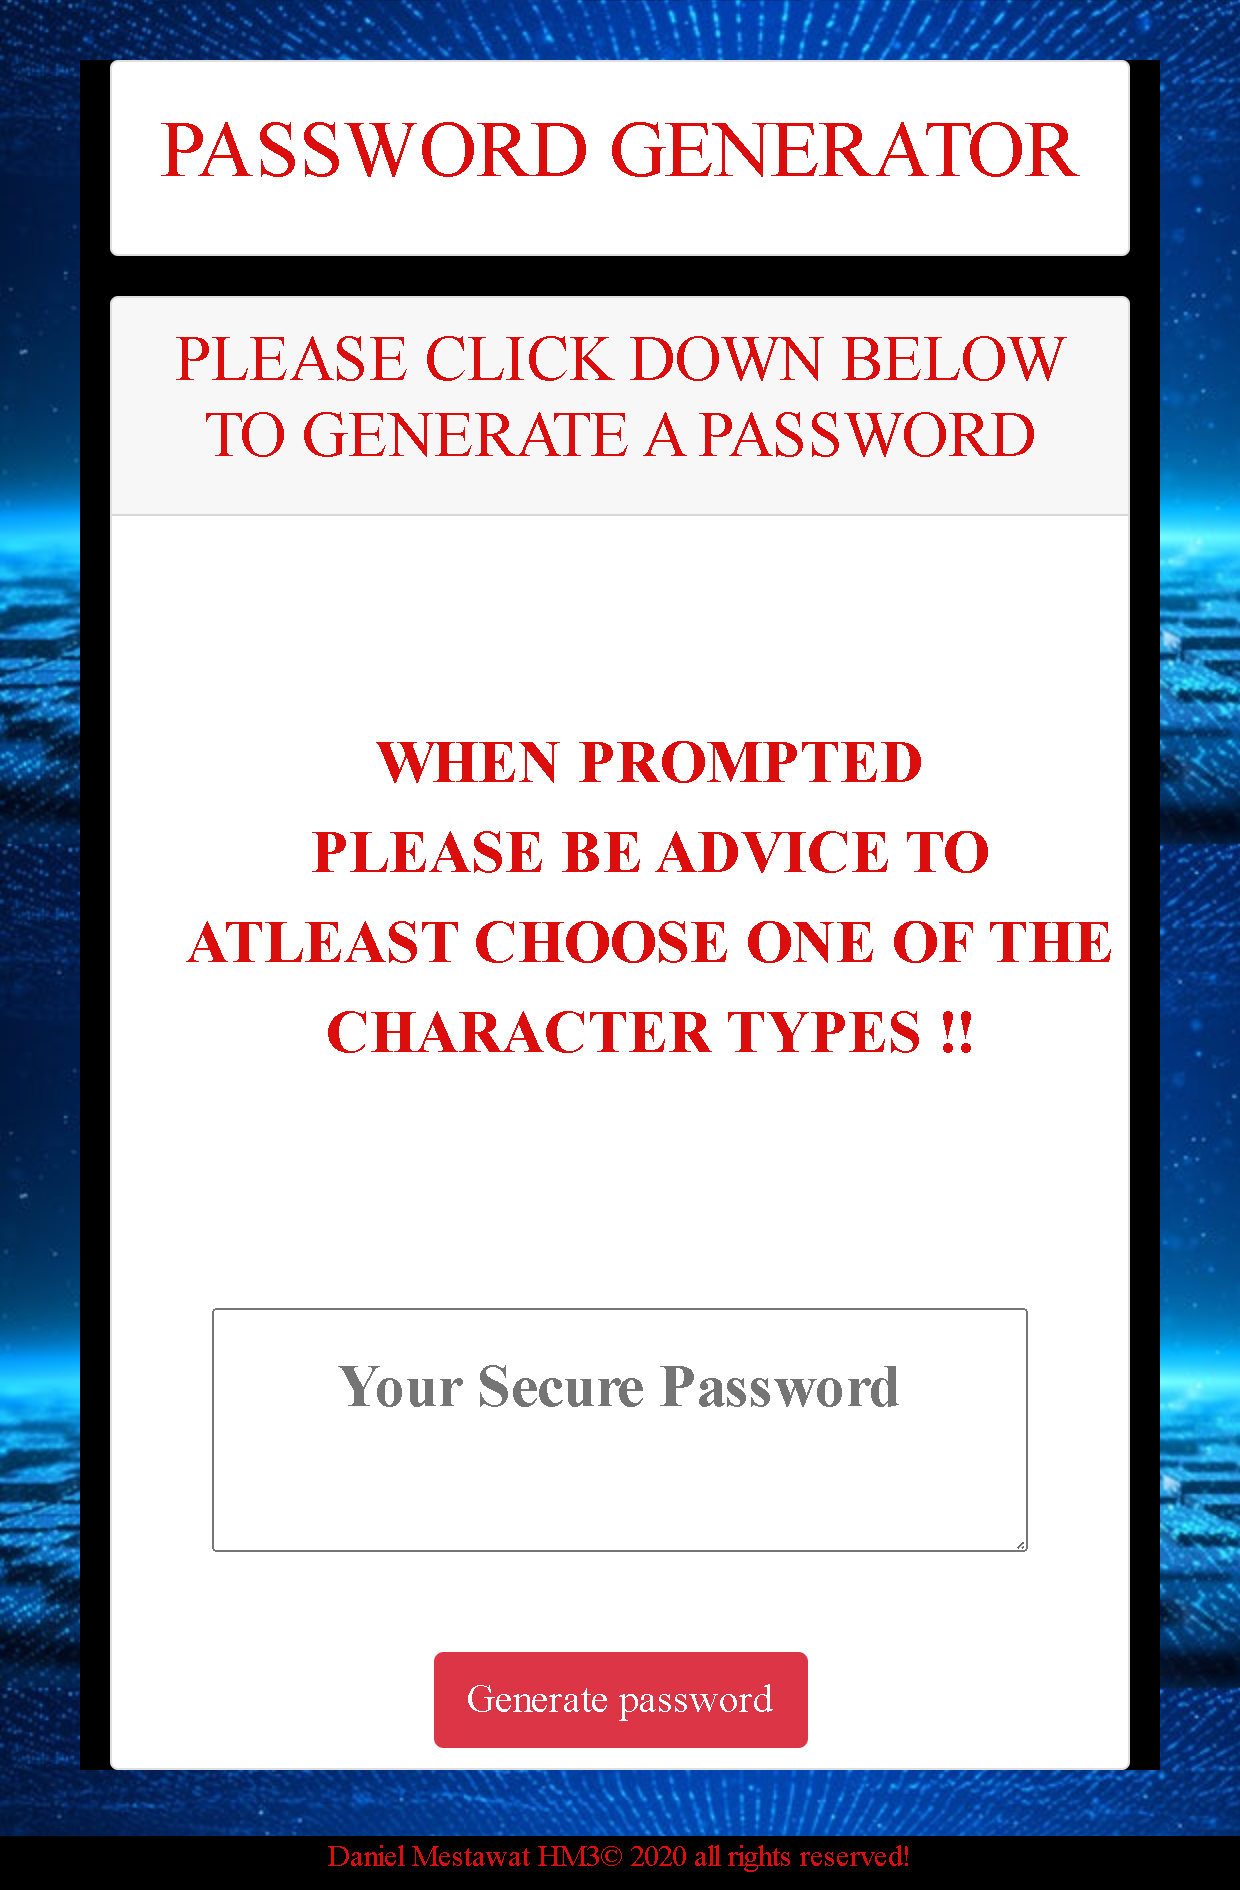 PASSWORD GENERATOR
PLEASE CLICK DOWN BELOW
TO GENERATE A PASSWORD
WHEN PROMPTED
PLEASE BE ADVICE TO
ATLEAST CHOOSE ONE OF THE
CHARACTER TYPES !!
Your Secure Password
Generate password
Daniel Mestawat HM3© 2020 all rights reserved!